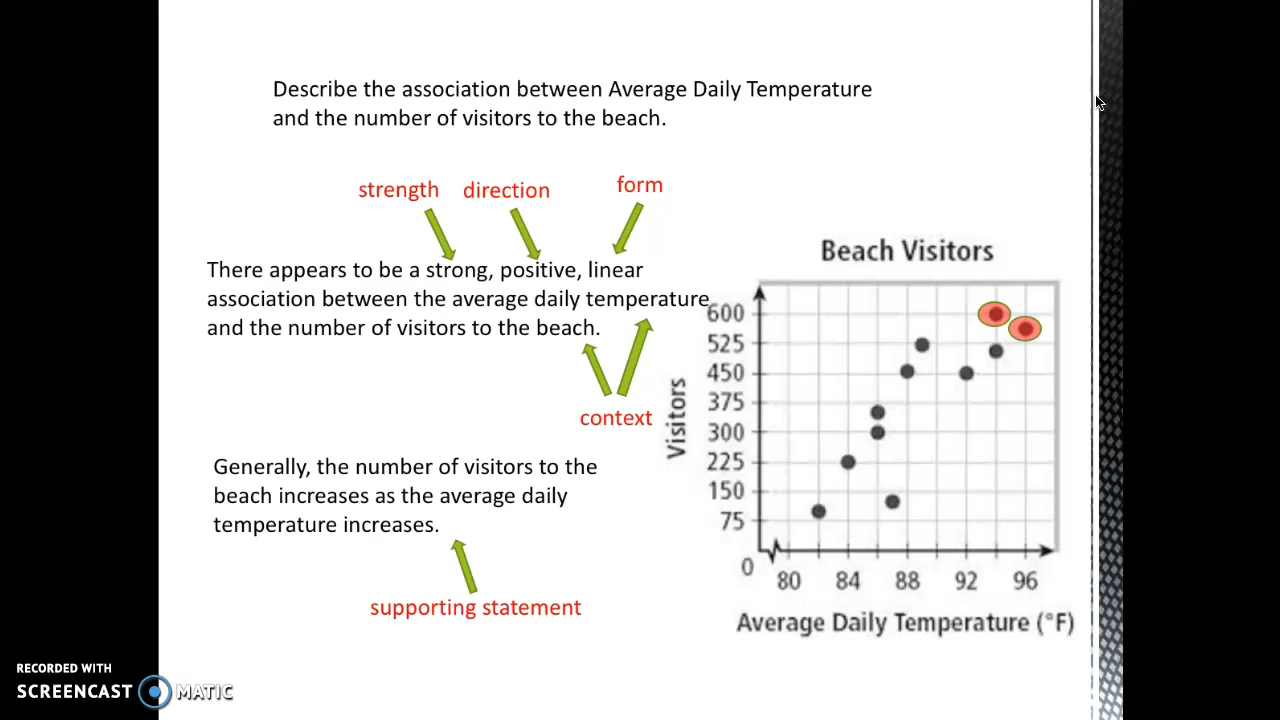 Describe the association between Average Daily Temperature
and the number of visitors to the beach.
strength direction form
There appears to be a strong, positive, linear
association between the average daily temperature
and the number of visitors to the beach.
context
Generally, the number of visitors to the
beach increases as the average daily
temperature increases.
supporting statement
Beach Visitors
Visitors
600
525
450
375
300
225
150
75
0 80 84 88 92 96
Average Daily Temperature (°F)
RECORDED WITH
SCREENCAST MATIC